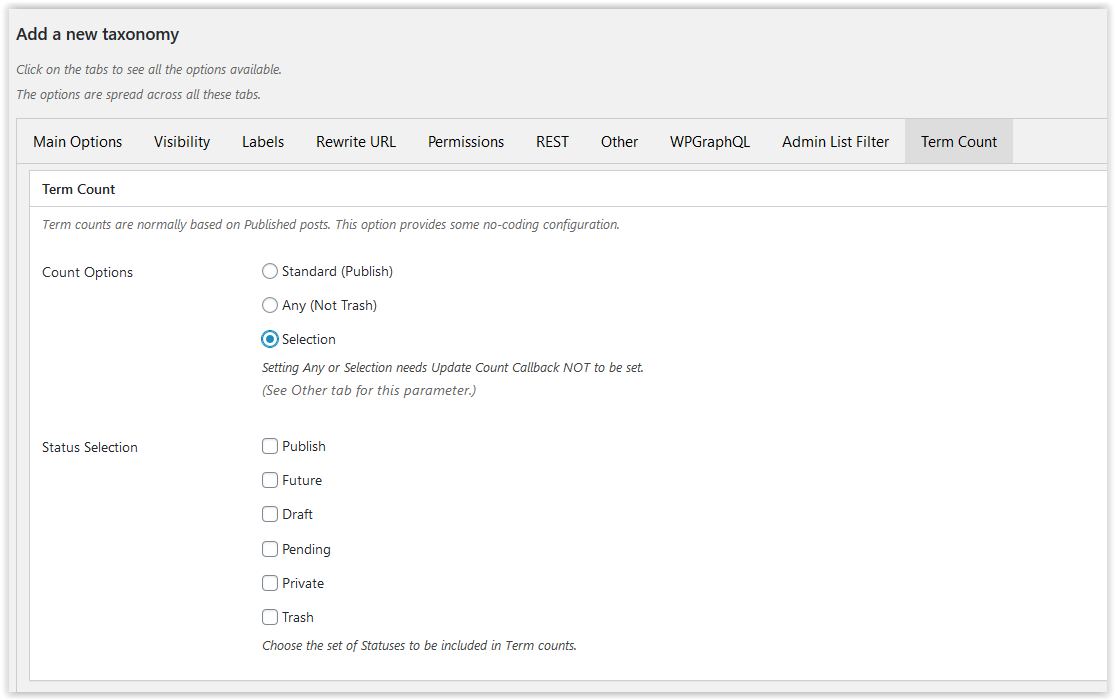 Add a new taxonomy
Click on the tabs to see all the options available.
The options are spread across all these tabs.
Main Options Visibility Labels Rewrite URL Permissions REST Other WPGraphQL Admin List Filter Term Count
Term Count
Term counts are normally based on Published posts. This option provides some no-coding configuration.
Count Options
Standard (Publish)
Any (Not Trash)
Selection
Setting Any or Selection needs Update Count Callback NOT to be set.
(See Other tab for this parameter.)
Status Selection
Publish
Future
Draft
Pending
Private
Trash
Choose the set of Statuses to be included in Term counts.